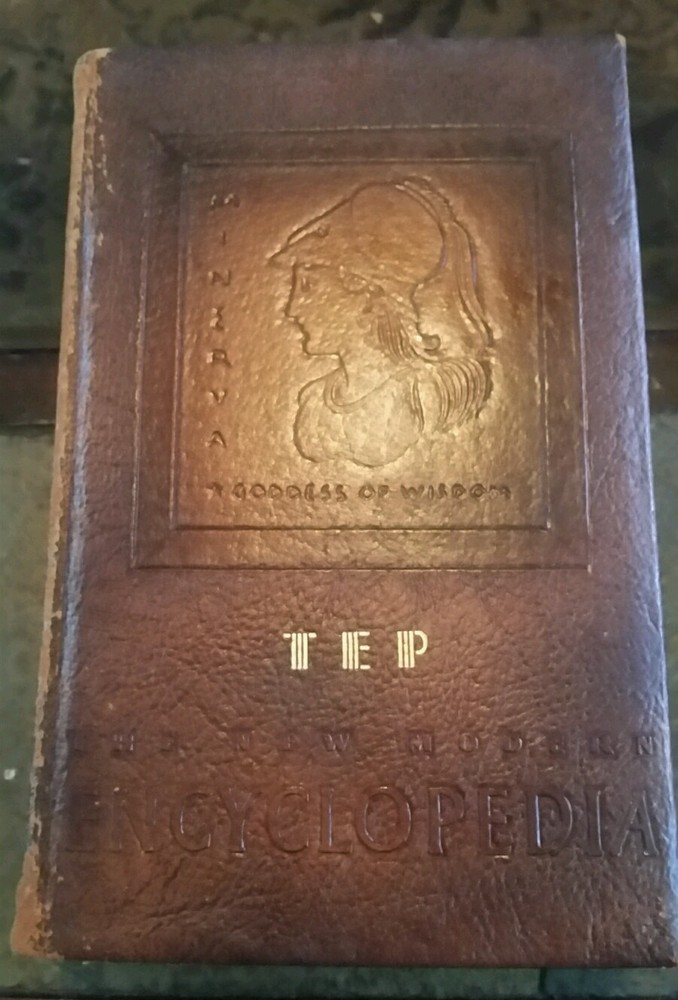 MINERVA
GODDESS OF WISDOM
TEP
THE NEW MODERN
ENCYCLOPEDIA